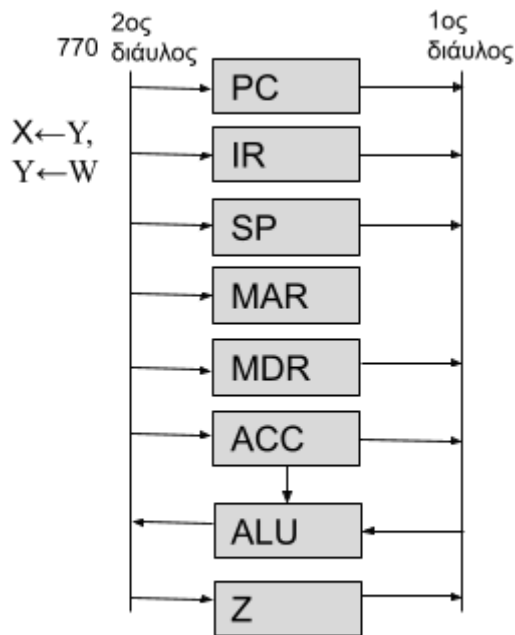 2ος
διάυλος
1ος
διάυλος
770
X←Y,
Y←W
PC
IR
SP
MAR
MDR
ACC
ALU
Z